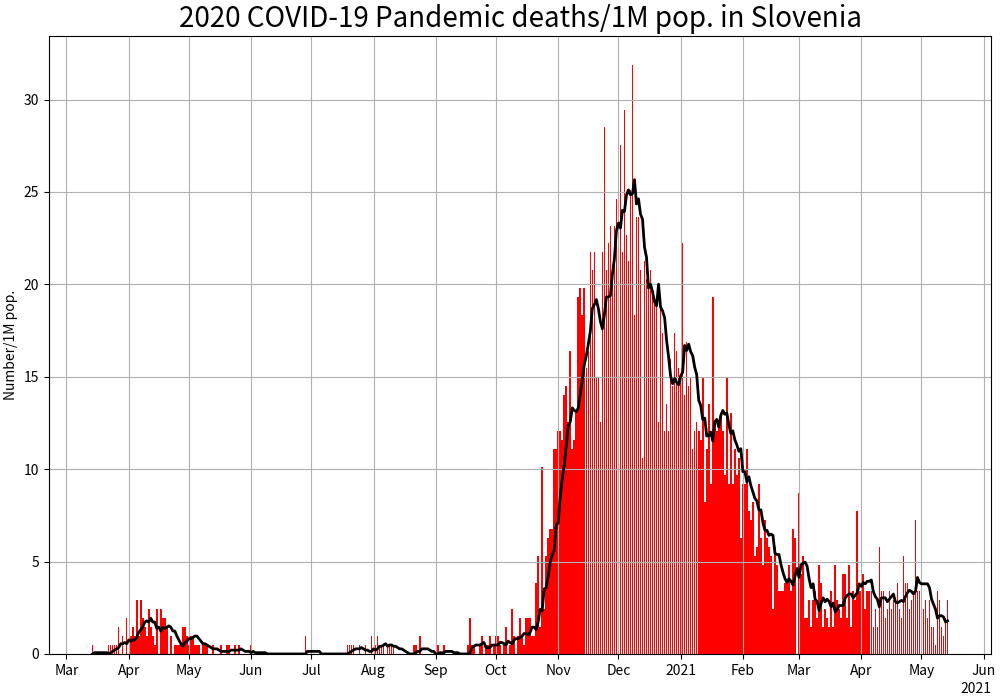 2020 COVID-19 Pandemic deaths/1M pop. in Slovenia
Number/1M pop.
30
25
20
15
10
5
0
Mar Apr May Jun Jul Aug Sep Oct Nov Dec 2021 Feb Mar Apr May Jun
2021